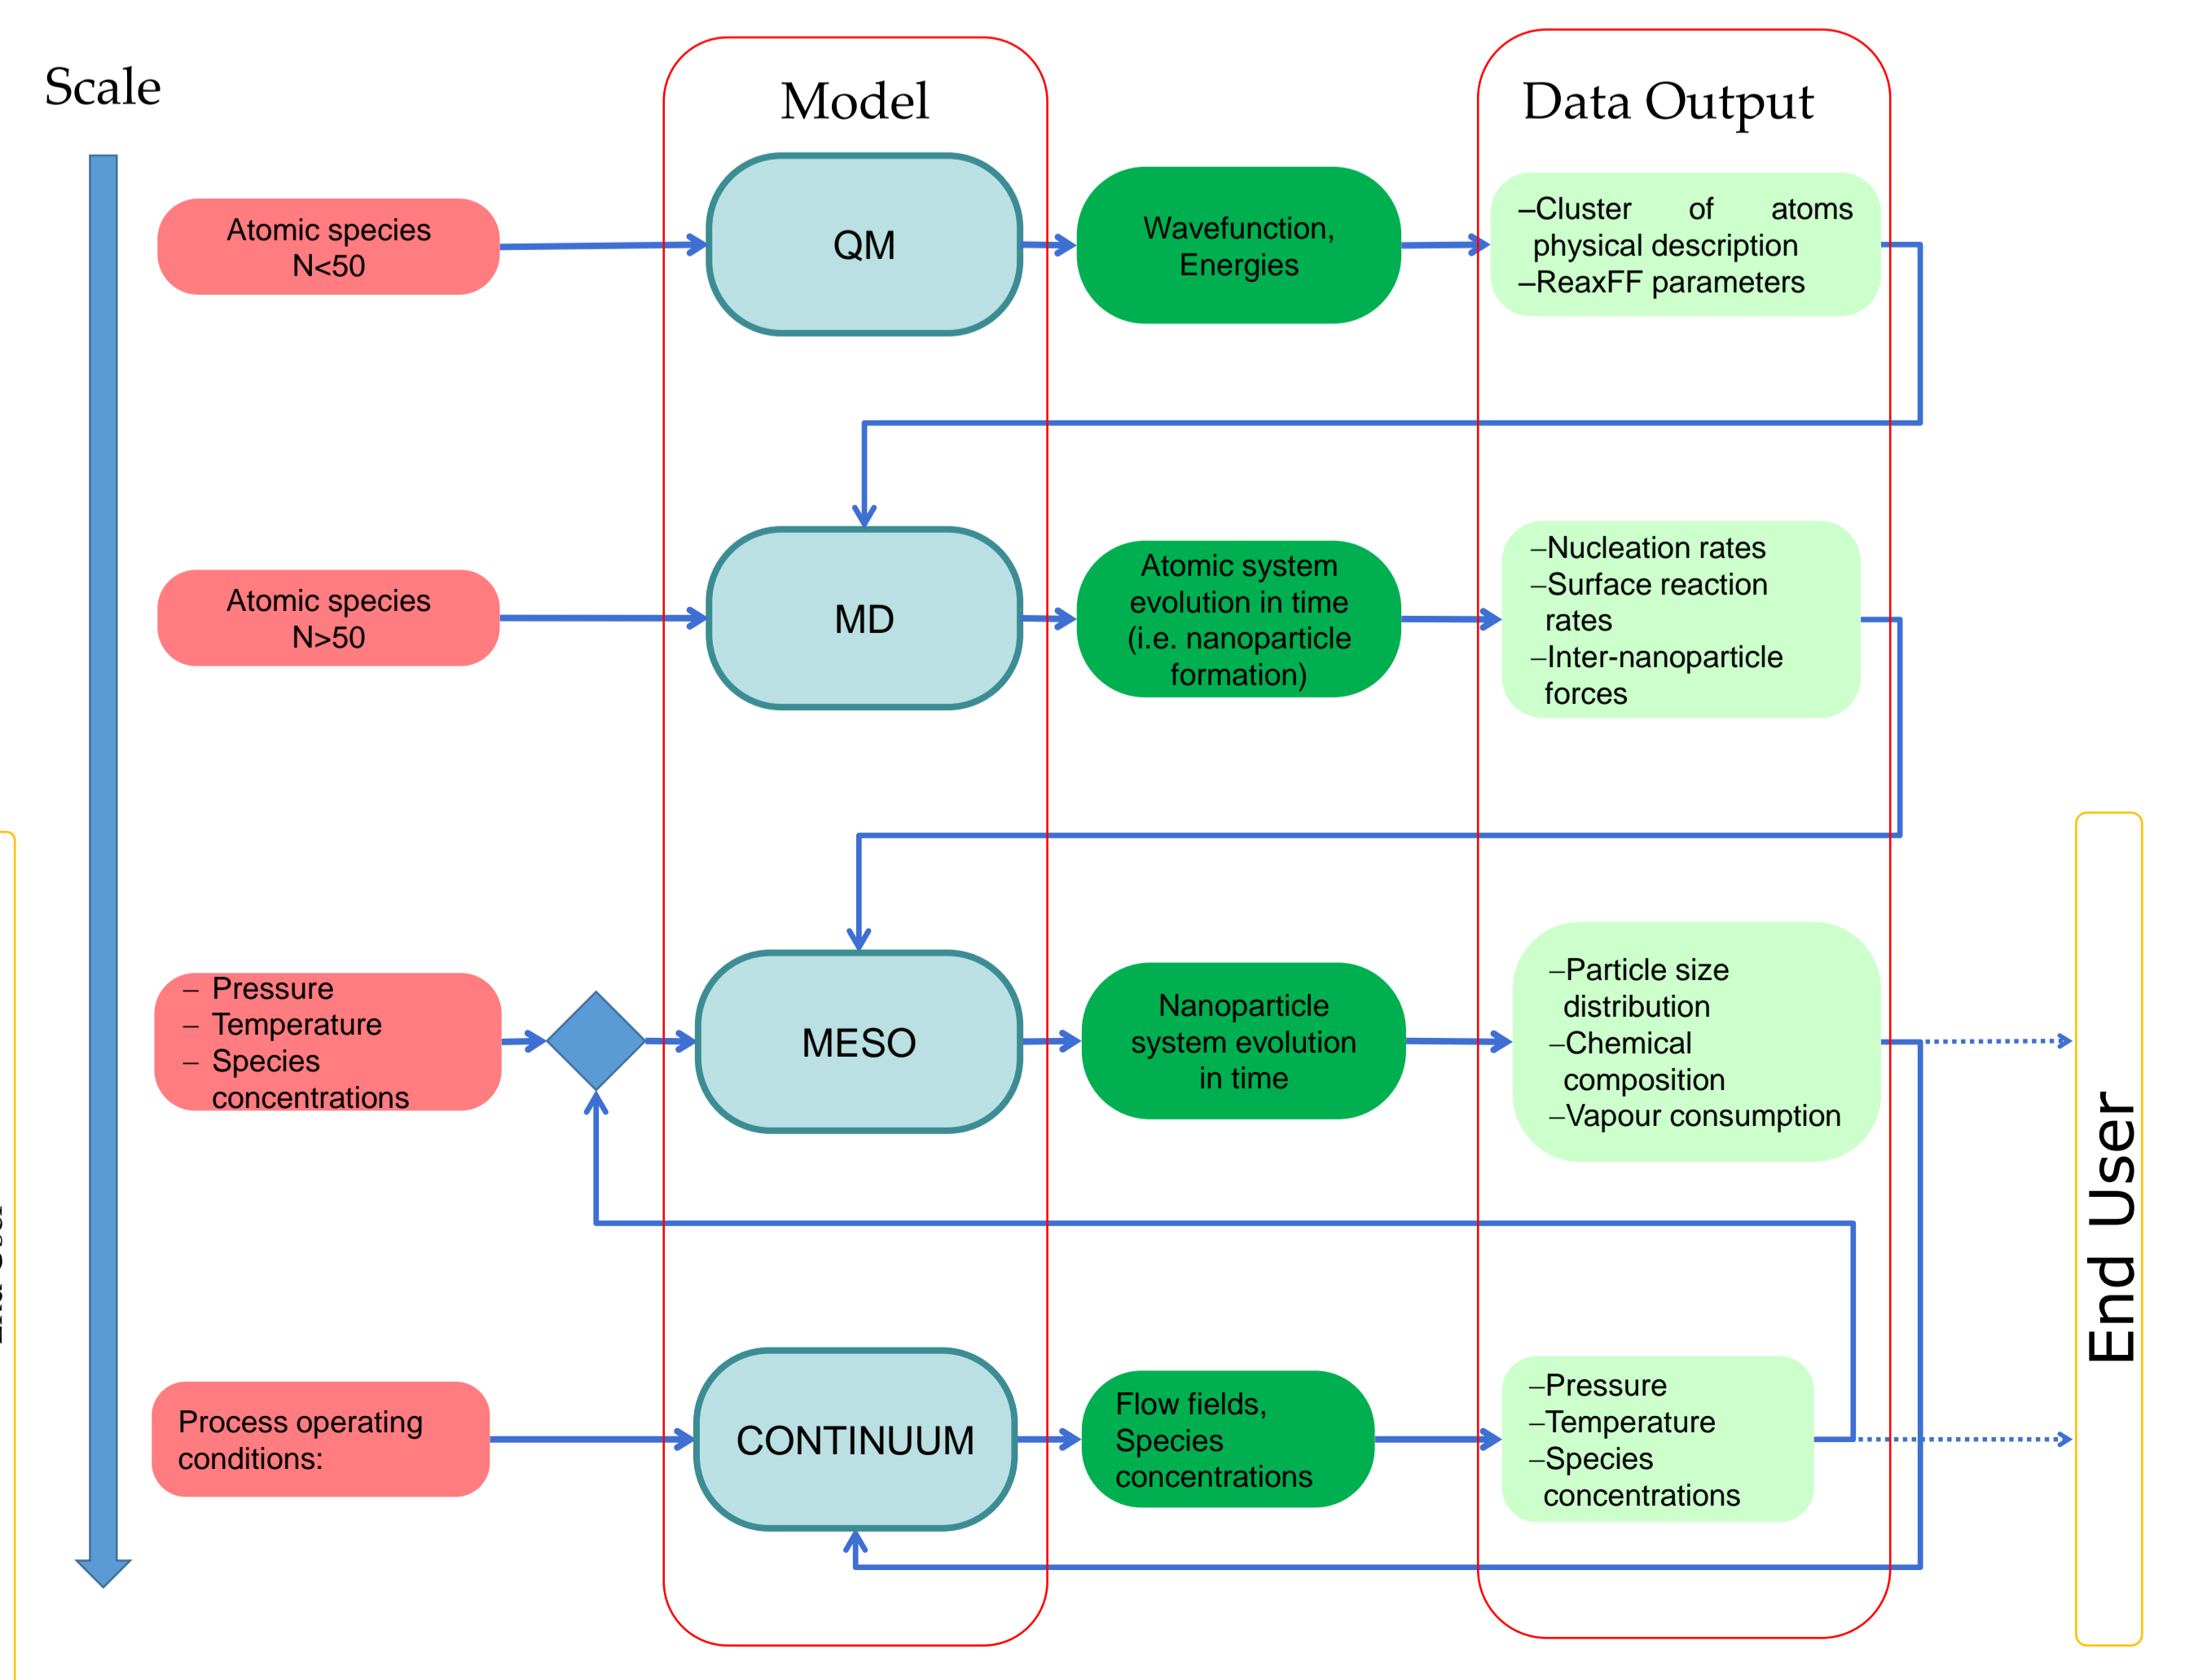 Scale
Model
Data Output
Atomic species
N<50
QM
Wavefunction,
Energies
–Cluster of atoms
physical description
–ReaxFF parameters
Atomic species
N>50
MD
Atomic system
evolution in time
(i.e. nanoparticle
formation)
–Nucleation rates
–Surface reaction
rates
–Inter-nanoparticle
forces
– Pressure
– Temperature
– Species
concentrations
MESO
Nanoparticle
system evolution
in time
–Particle size
distribution
–Chemical
composition
–Vapour consumption
End User
Process operating
conditions:
CONTINUUM
Flow fields,
Species
concentrations
–Pressure
–Temperature
–Species
concentrations